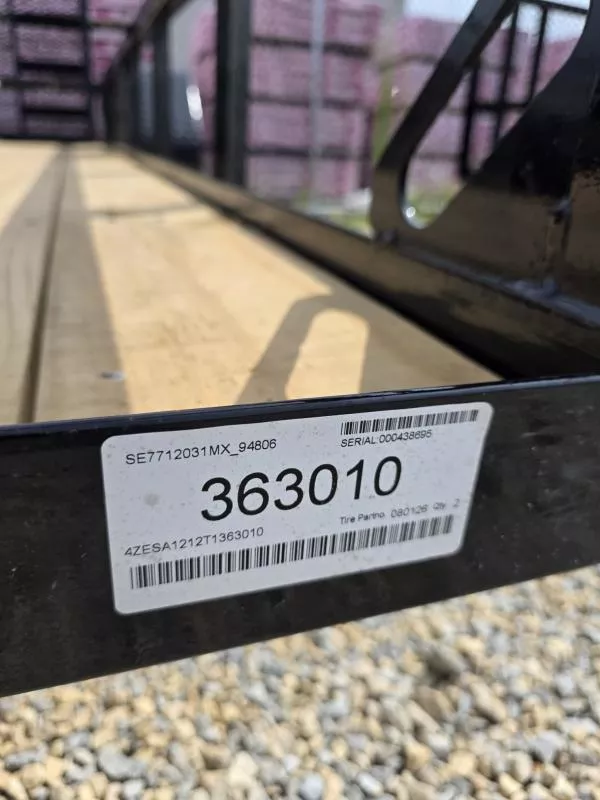 SE7712031MX_94806
SERIAL:000438695
363010
Tire Partno. 080126 Qty. 2
4ZESA1212T1363010